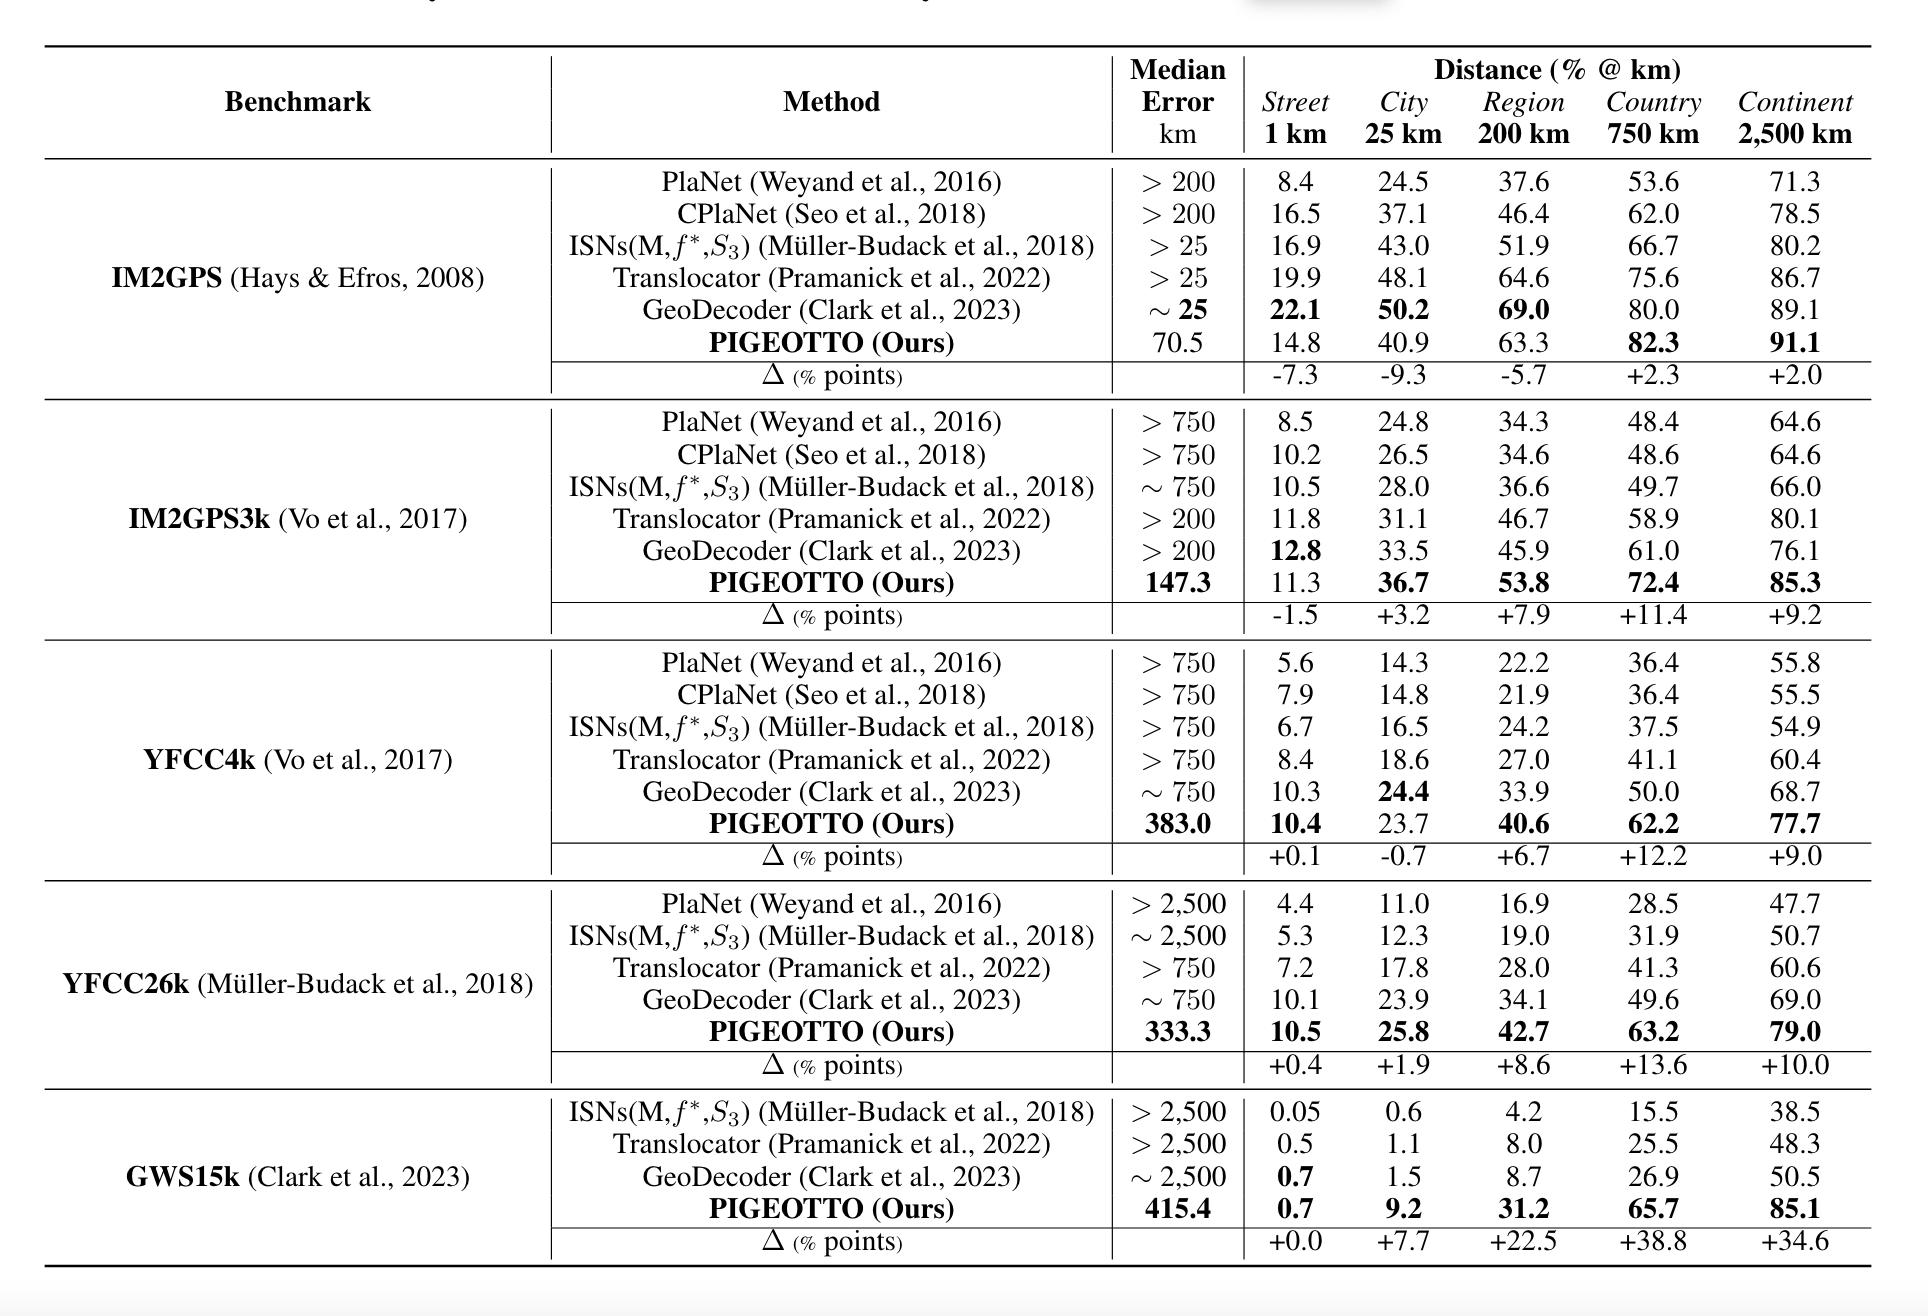 Benchmark Method Median Error km Distance (% @ km)
Street City Region Country Continent
1 km 25 km 200 km 750 km 2,500 km
IM2GPS (Hays & Efros, 2008)
PlaNet (Weyand et al., 2016) > 200 8.4 24.5 37.6 53.6 71.3
CPlaNet (Seo et al., 2018) > 200 16.5 37.1 46.4 62.0 78.5
ISNs(M,f*,S₃) (Müller-Budack et al., 2018) > 25 16.9 43.0 51.9 66.7 80.2
Translocator (Pramanick et al., 2022) > 25 19.9 48.1 64.6 75.6 86.7
GeoDecoder (Clark et al., 2023) ~ 25 22.1 50.2 69.0 80.0 89.1
PIGEOTTO (Ours) 70.5 14.8 40.9 63.3 82.3 91.1
Δ (% points) -7.3 -9.3 -5.7 +2.3 +2.0
IM2GPS3k (Vo et al., 2017)
PlaNet (Weyand et al., 2016) > 750 8.5 24.8 34.3 48.4 64.6
CPlaNet (Seo et al., 2018) > 750 10.2 26.5 34.6 48.6 64.6
ISNs(M,f*,S₃) (Müller-Budack et al., 2018) ~ 750 10.5 28.0 36.6 49.7 66.0
Translocator (Pramanick et al., 2022) > 200 11.8 31.1 46.7 58.9 80.1
GeoDecoder (Clark et al., 2023) > 200 12.8 33.5 45.9 61.0 76.1
PIGEOTTO (Ours) 147.3 11.3 36.7 53.8 72.4 85.3
Δ (% points) -1.5 +3.2 +7.9 +11.4 +9.2
YFCC4k (Vo et al., 2017)
PlaNet (Weyand et al., 2016) > 750 5.6 14.3 22.2 36.4 55.8
CPlaNet (Seo et al., 2018) > 750 7.9 14.8 21.9 36.4 55.5
ISNs(M,f*,S₃) (Müller-Budack et al., 2018) > 750 6.7 16.5 24.2 37.5 54.9
Translocator (Pramanick et al., 2022) > 750 8.4 18.6 27.0 41.1 60.4
GeoDecoder (Clark et al., 2023) ~ 750 10.3 24.4 33.9 50.0 68.7
PIGEOTTO (Ours) 383.0 10.4 23.7 40.6 62.2 77.7
Δ (% points) +0.1 -0.7 +6.7 +12.2 +9.0
YFCC26k (Müller-Budack et al., 2018)
PlaNet (Weyand et al., 2016) > 2,500 4.4 11.0 16.9 28.5 47.7
ISNs(M,f*,S₃) (Müller-Budack et al., 2018) ~ 2,500 5.3 12.3 19.0 31.9 50.7
Translocator (Pramanick et al., 2022) > 750 7.2 17.8 28.0 41.3 60.6
GeoDecoder (Clark et al., 2023) ~ 750 10.1 23.9 34.1 49.6 69.0
PIGEOTTO (Ours) 333.3 10.5 25.8 42.7 63.2 79.0
Δ (% points) +0.4 +1.9 +8.6 +13.6 +10.0
GWS15k (Clark et al., 2023)
ISNs(M,f*,S₃) (Müller-Budack et al., 2018) > 2,500 0.05 0.6 4.2 15.5 38.5
Translocator (Pramanick et al., 2022) > 2,500 0.5 1.1 8.0 25.5 48.3
GeoDecoder (Clark et al., 2023) ~ 2,500 0.7 1.5 8.7 26.9 50.5
PIGEOTTO (Ours) 415.4 0.7 9.2 31.2 65.7 85.1
Δ (% points) +0.0 +7.7 +22.5 +38.8 +34.6